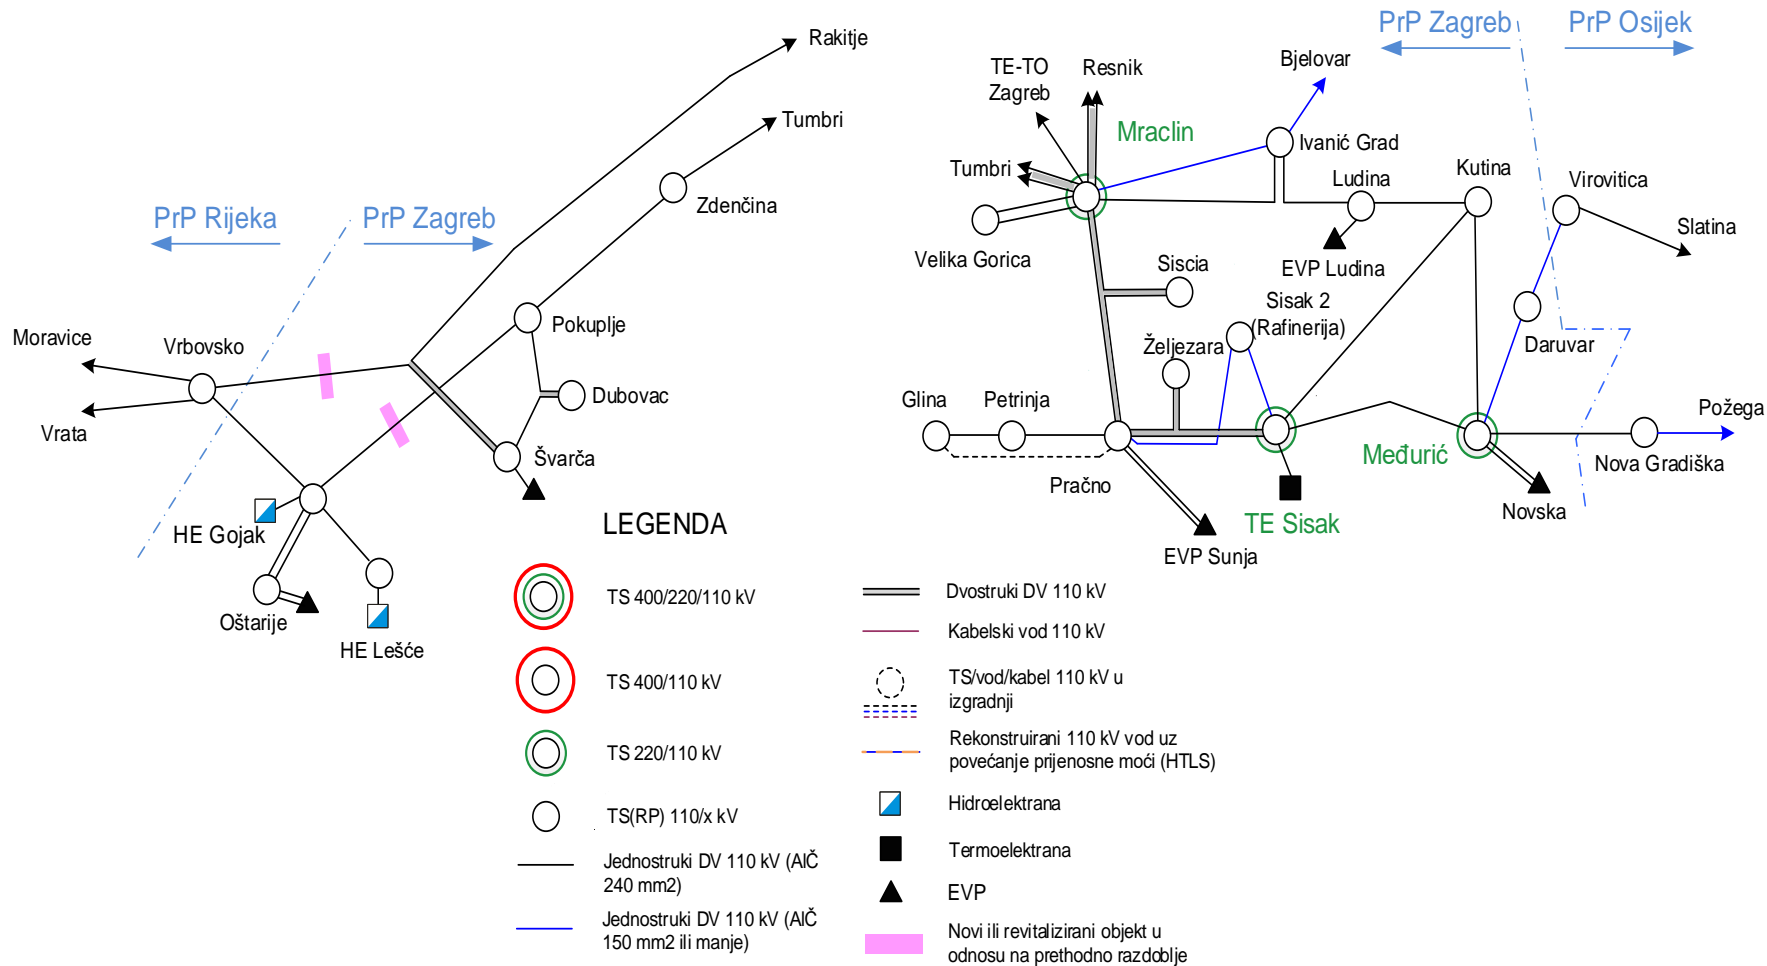 Rakitje
Tumbri
Zdenčina
PrP Rijeka
PrP Zagreb
Pokuplje
Moravice
Vrbovsko
Dubovac
Vrata
Švarča
HE Gojak
Oštarije
HE Lešće
PrP Zagreb
PrP Osijek
TE-TO
Zagreb
Resnik
Bjelovar
Mraclin
Ivanić Grad
Tumbri
Ludina
Kutina
Virovitica
Slatina
Velika Gorica
Siscia
EVP Ludina
Sisak 2
(Rafinerija)
Željezara
Daruvar
Glina
Petrinja
Požega
Međurić
Nova Gradiška
Pračno
Novska
TE Sisak
EVP Sunja
LEGENDA
TS 400/220/110 kV
TS 400/110 kV
TS 220/110 kV
TS(RP) 110/x kV
Jednostruki DV 110 kV (AlČ
240 mm2)
Jednostruki DV 110 kV (AlČ
150 mm2 ili manje)
Dvostruki DV 110 kV
Kabelski vod 110 kV
TS/vod/kabel 110 kV u
izgradnji
Rekonstruirani 110 kV vod uz
povećanje prijenosne moći (HTLS)
Hidroelektrana
Termoelektrana
EVP
Novi ili revitalizirani objekt u
odnosu na prethodno razdoblje